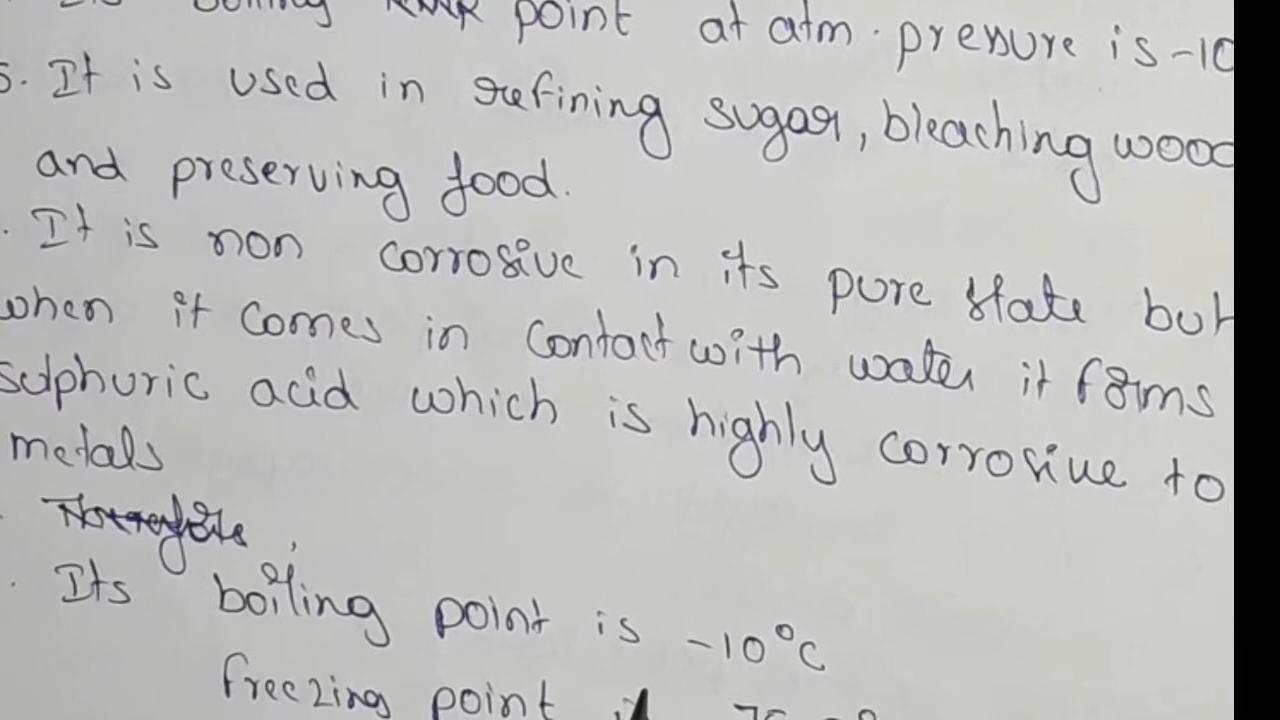 point at atm. pressure is -10
5. It is used in refining sugar, bleaching wood
and preserving food.
. It is non corrosive in its pure state but
when it comes in contact with water it forms
sulphuric acid which is highly corrosive to
metals
. Its boiling point is -10°C
freezing point